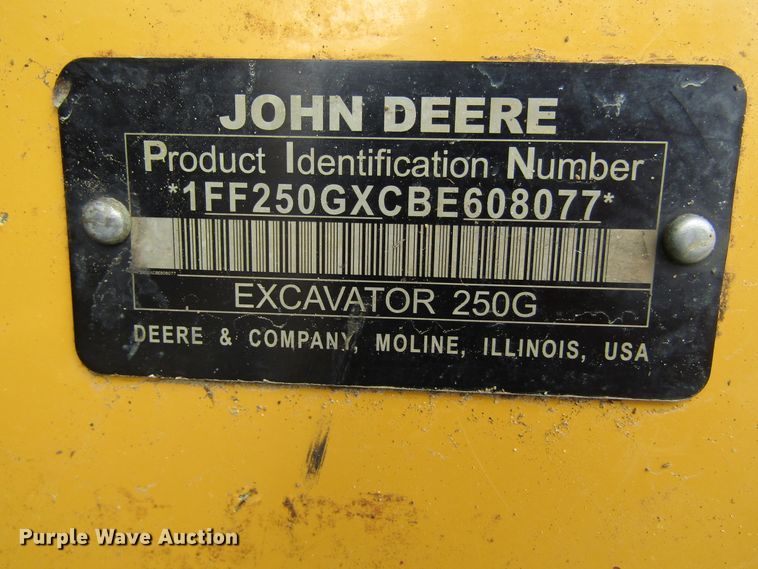 JOHN DEERE
Product Identification Number
*1FF250GXCBE608077*
EXCAVATOR 250G
DEERE & COMPANY, MOLINE, ILLINOIS, USA
Purple Wave Auction